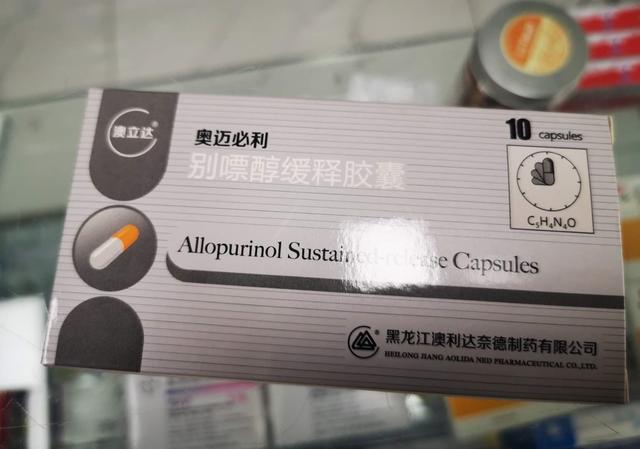 澳立达®
奥迈必利
别嘌醇缓释胶囊
10 capsules
C₅H₄N₄O
Allopurinol Sustained-release Capsules
黑龙江澳利达奈德制药有限公司
HEILONG JIANG AOLIDA NED PHARMACEUTICAL CO.,LTD.